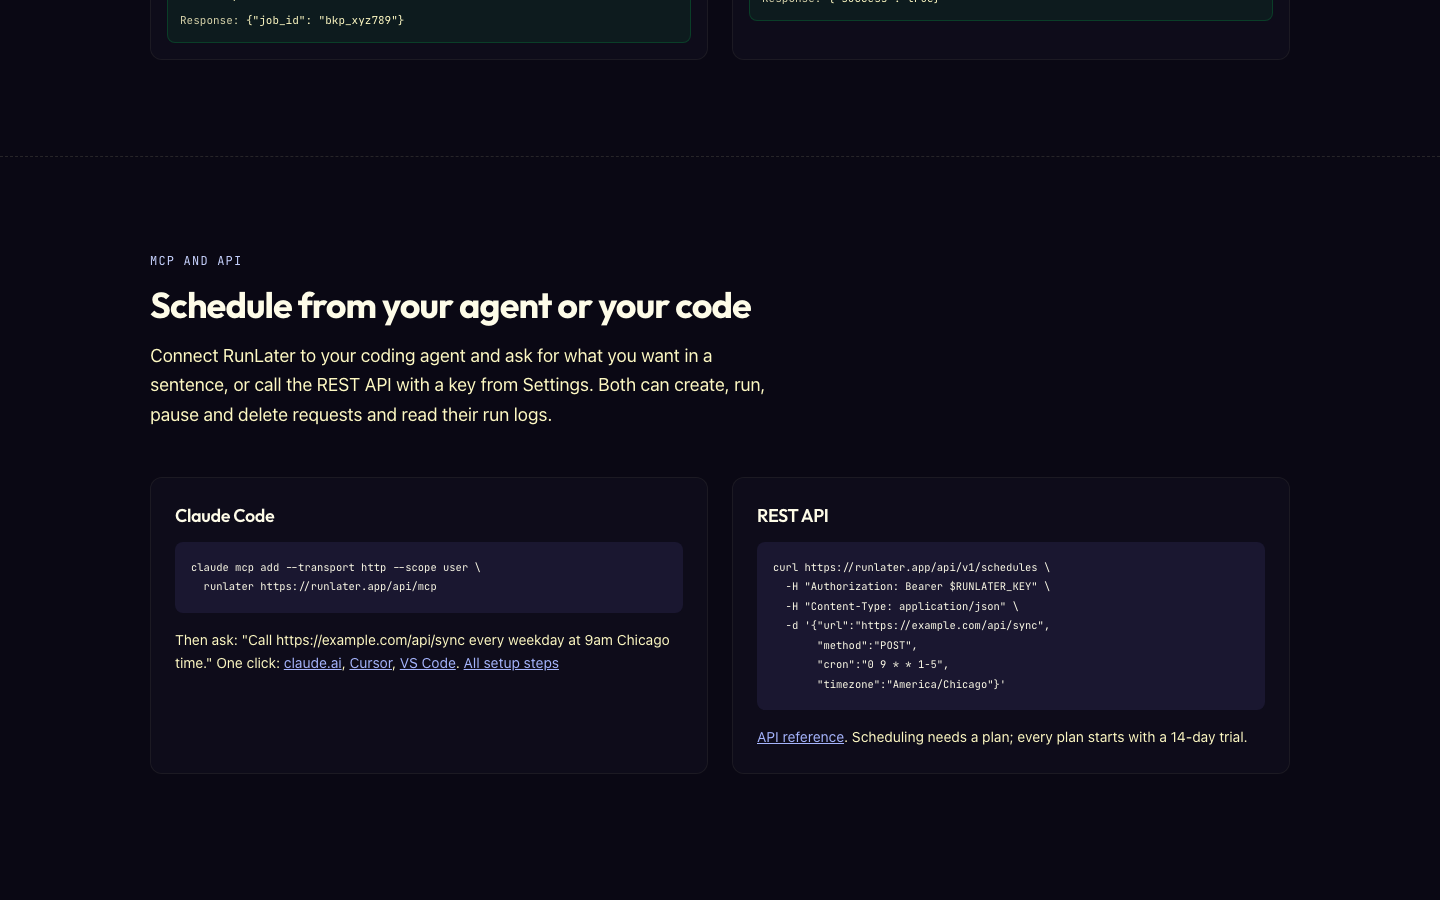 Response: {"job_id": "bkp_xyz789"}
MCP AND API
Schedule from your agent or your code
Connect RunLater to your coding agent and ask for what you want in a
sentence, or call the REST API with a key from Settings. Both can create, run,
pause and delete requests and read their run logs.
Claude Code
claude mcp add --transport http --scope user \
  runlater https://runlater.app/api/mcp
Then ask: "Call https://example.com/api/sync every weekday at 9am Chicago
time." One click: claude.ai, Cursor, VS Code. All setup steps
REST API
curl https://runlater.app/api/v1/schedules \
  -H "Authorization: Bearer $RUNLATER_KEY" \
  -H "Content-Type: application/json" \
  -d '{"url":"https://example.com/api/sync",
       "method":"POST",
       "cron":"0 9 * * 1-5",
       "timezone":"America/Chicago"}'
API reference. Scheduling needs a plan; every plan starts with a 14-day trial.